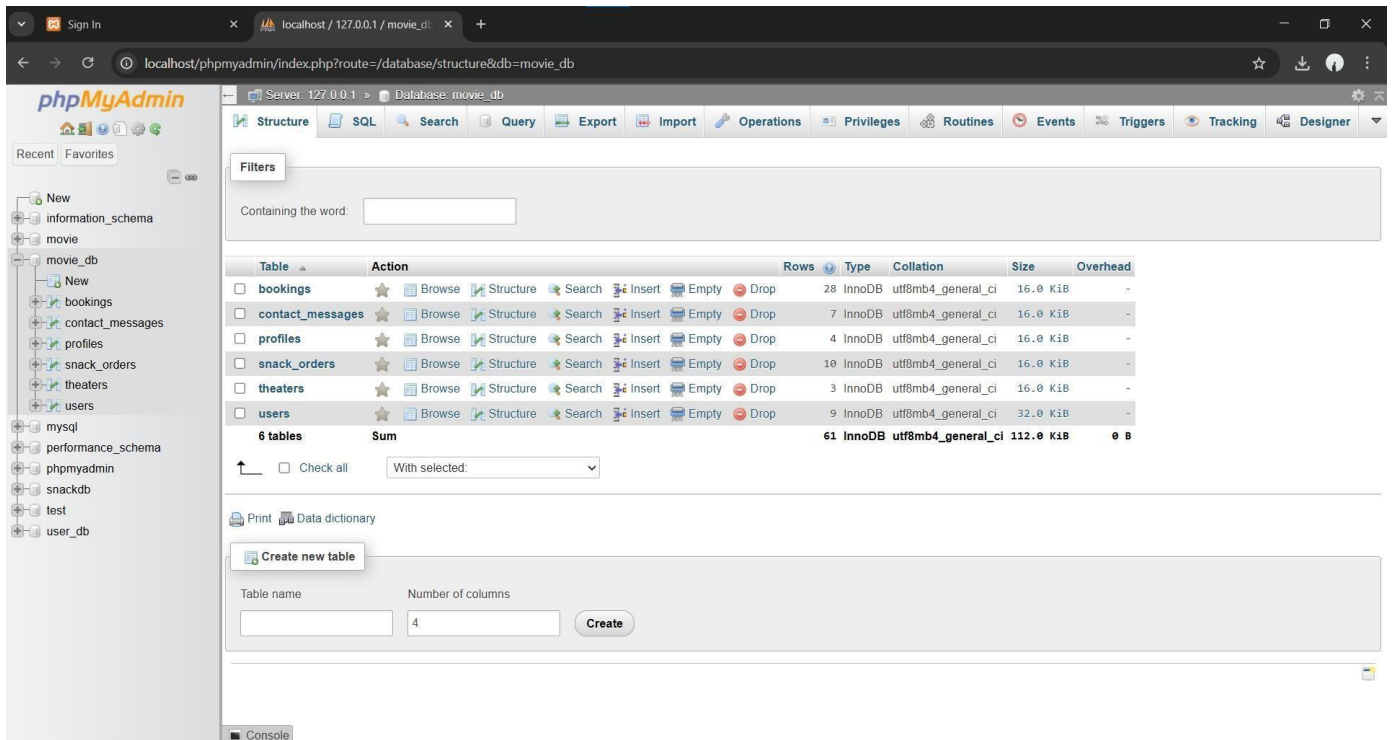 Sign In
localhost / 127.0.0.1 / movie_d
localhost/phpmyadmin/index.php?route=/database/structure&db=movie_db
phpMyAdmin
Recent Favorites
New
information_schema
movie
movie_db
New
bookings
contact_messages
profiles
snack_orders
theaters
users
mysql
performance_schema
phpmyadmin
snackdb
test
user_db
Server: 127.0.0.1 » Database: movie_db
Structure SQL Search Query Export Import Operations Privileges Routines Events Triggers Tracking Designer
Filters
Containing the word:
Table Action Rows Type Collation Size Overhead
bookings Browse Structure Search Insert Empty Drop 28 InnoDB utf8mb4_general_ci 16.0 KiB -
contact_messages Browse Structure Search Insert Empty Drop 7 InnoDB utf8mb4_general_ci 16.0 KiB -
profiles Browse Structure Search Insert Empty Drop 4 InnoDB utf8mb4_general_ci 16.0 KiB -
snack_orders Browse Structure Search Insert Empty Drop 10 InnoDB utf8mb4_general_ci 16.0 KiB -
theaters Browse Structure Search Insert Empty Drop 3 InnoDB utf8mb4_general_ci 16.0 KiB -
users Browse Structure Search Insert Empty Drop 9 InnoDB utf8mb4_general_ci 32.0 KiB -
6 tables Sum 61 InnoDB utf8mb4_general_ci 112.0 KiB 0 B
Check all With selected:
Print Data dictionary
Create new table
Table name Number of columns
4 Create
Console